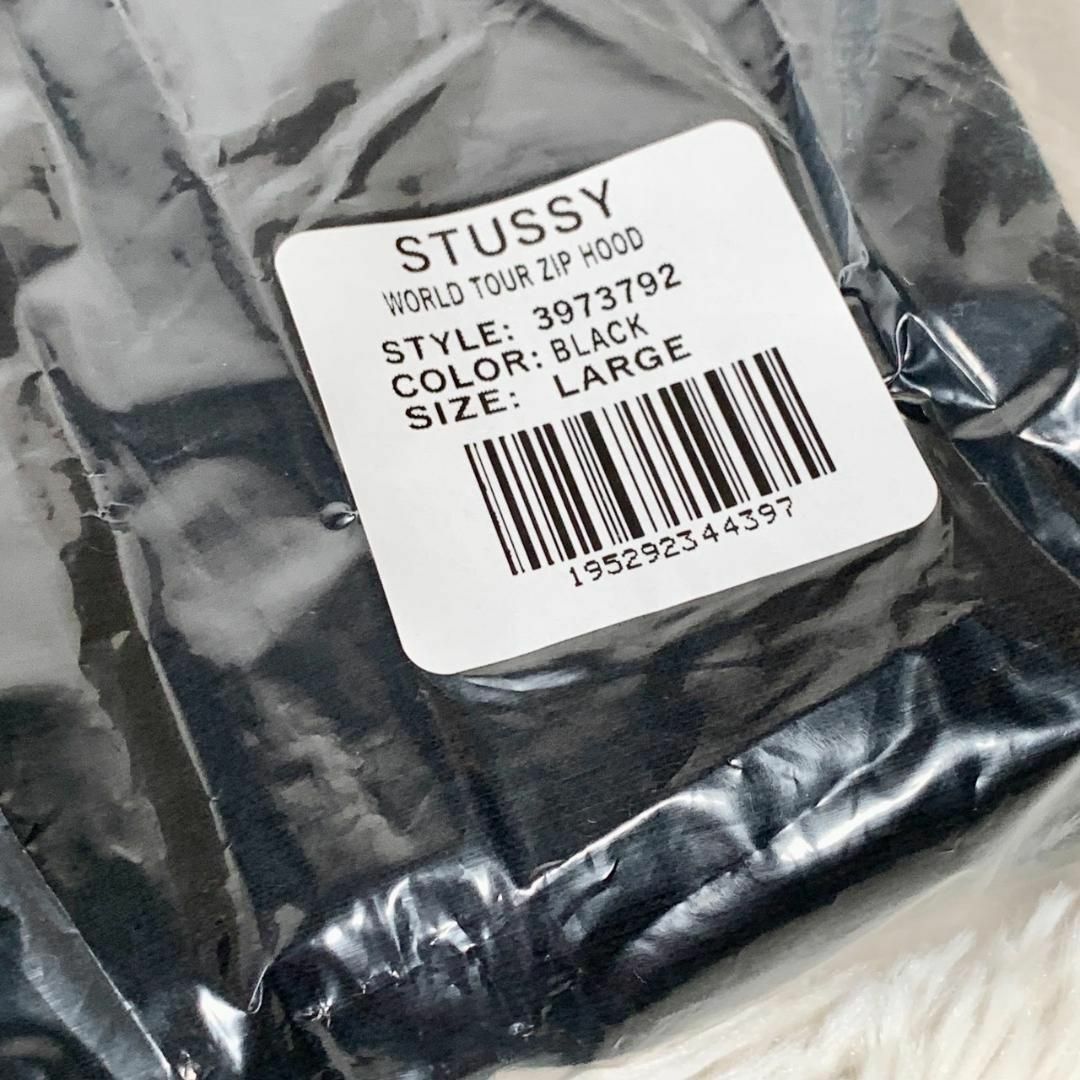 STUSSY
WORLD TOUR ZIP HOOD
STYLE: 3973792
COLOR: BLACK
SIZE: LARGE
195292344397